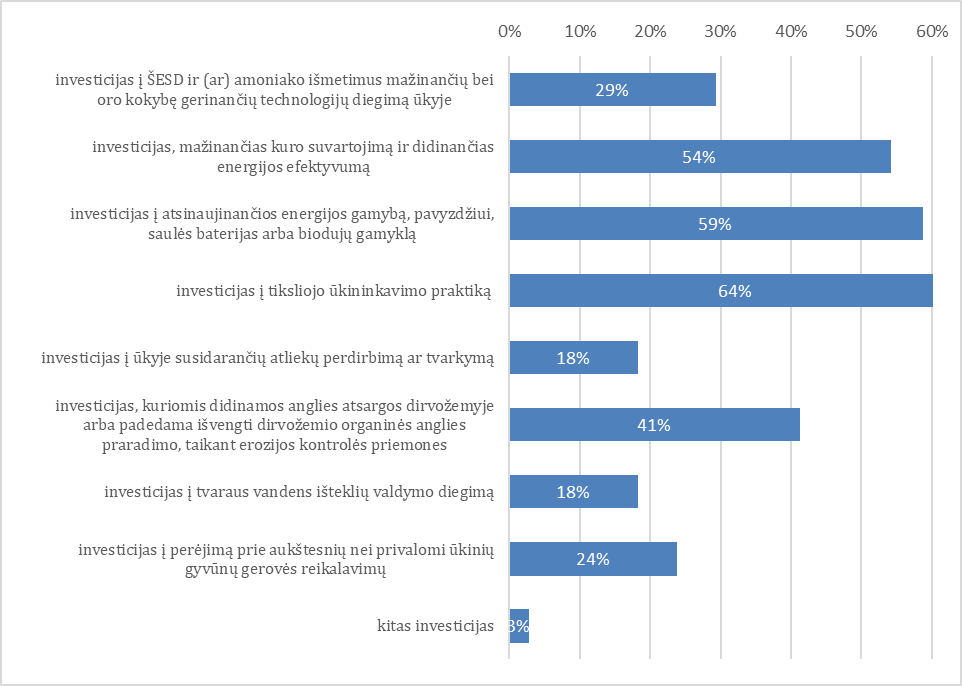 0% 10% 20% 30% 40% 50% 60%
investicijas į ŠESD ir (ar) amoniako išmetimus mažinančių bei
oro kokybę gerinančių technologijų diegimą ūkyje
29%
investicijas, mažinančias kuro suvartojimą ir didinančias
energijos efektyvumą
54%
investicijas į atsinaujinančios energijos gamybą, pavyzdžiui,
saulės baterijas arba biodujų gamyklą
59%
investicijas į tiksliojo ūkininkavimo praktiką
64%
investicijas į ūkyje susidarančių atliekų perdirbimą ar tvarkymą
18%
investicijas, kuriomis didinamos anglies atsargos dirvožemyje
arba padedama išvengti dirvožemio organinės anglies
praradimo, taikant erozijos kontrolės priemones
41%
investicijas į tvaraus vandens išteklių valdymo diegimą
18%
investicijas į perėjimą prie aukštesnių nei privalomi ūkinių
gyvūnų gerovės reikalavimų
24%
kitas investicijas
3%